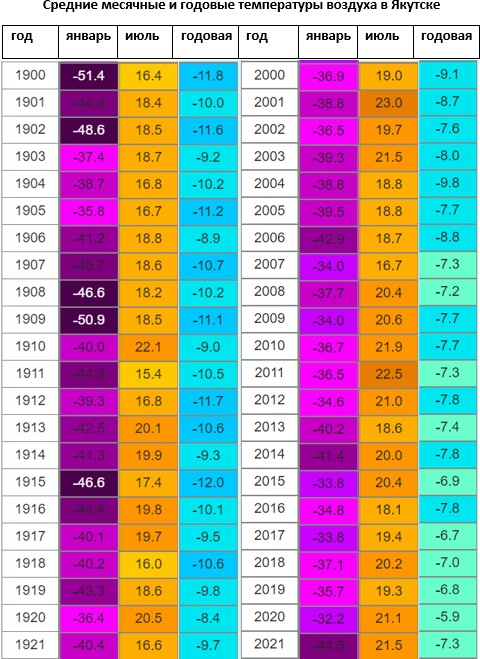 Средние месячные и годовые температуры воздуха в Якутске
год январь июль годовая год январь июль годовая
1900 -51.4 16.4 -11.8 2000 -36.9 19.0 -9.1
1901 -44.4 18.4 -10.0 2001 -38.8 23.0 -8.7
1902 -48.6 18.5 -11.6 2002 -36.5 19.7 -7.6
1903 -37.4 18.7 -9.2 2003 -39.3 21.5 -8.0
1904 -38.7 16.8 -10.2 2004 -38.8 18.8 -9.8
1905 -35.8 16.7 -11.2 2005 -39.5 18.8 -7.7
1906 -41.2 18.8 -8.9 2006 -42.9 18.7 -8.8
1907 -45.7 18.6 -10.7 2007 -34.0 16.7 -7.3
1908 -46.6 18.2 -10.2 2008 -37.7 20.4 -7.2
1909 -50.9 18.5 -11.1 2009 -34.0 20.6 -7.7
1910 -40.0 22.1 -9.0 2010 -36.7 21.9 -7.7
1911 -44.8 15.4 -10.5 2011 -36.5 22.5 -7.3
1912 -39.3 16.8 -11.7 2012 -34.6 21.0 -7.8
1913 -42.5 20.1 -10.6 2013 -40.2 18.6 -7.4
1914 -41.3 19.9 -9.3 2014 -41.4 20.0 -7.8
1915 -46.6 17.4 -12.0 2015 -33.8 20.4 -6.9
1916 -44.4 19.8 -10.1 2016 -34.8 18.1 -7.8
1917 -40.1 19.7 -9.5 2017 -33.8 19.4 -6.7
1918 -40.2 16.0 -10.6 2018 -37.1 20.2 -7.0
1919 -43.3 18.6 -9.8 2019 -35.7 19.3 -6.8
1920 -36.4 20.5 -8.4 2020 -32.2 21.1 -5.9
1921 -40.4 16.6 -9.7 2021 -44.5 21.5 -7.3